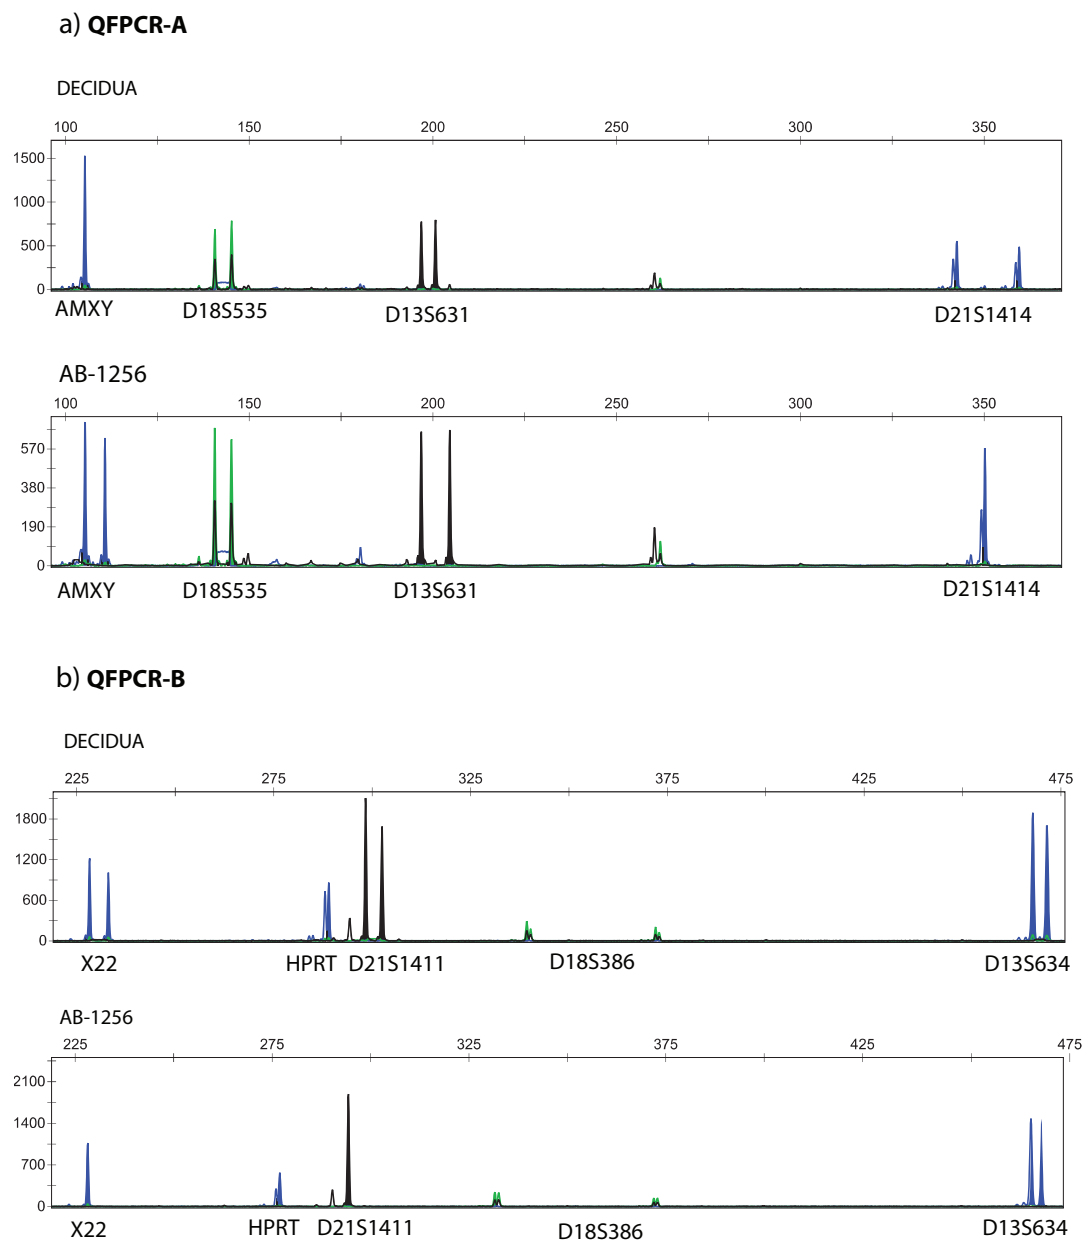 a) QFPCR-A
DECIDUA
100 150 200 250 300 350
1500
1000
500
0
AMXY D18S535 D13S631 D21S1414
AB-1256
100 150 200 250 300 350
570
380
190
0
AMXY D18S535 D13S631 D21S1414
b) QFPCR-B
DECIDUA
225 275 325 375 425 475
1800
1200
600
0
X22 HPRT D21S1411 D18S386 D13S634
AB-1256
225 275 325 375 425 475
2100
1400
700
0
X22 HPRT D21S1411 D18S386 D13S634